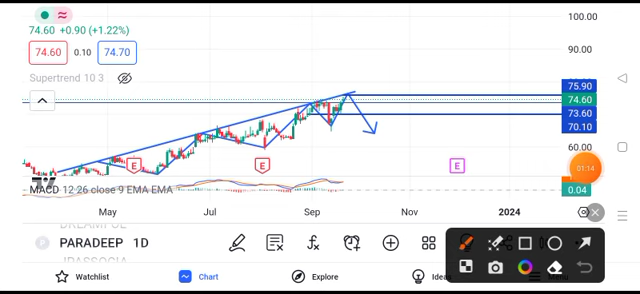 74.60 +0.90 (+1.22%)
74.60 0.10 74.70
Supertrend 10 3
100.00
90.00
75.90
74.60
73.60
70.10
60.00
E E E
01:14
MACD 12 26 close 9 EMA EMA
0.04
May Jul Sep Nov 2024
P PARADEEP 1D
Watchlist Chart Explore Ideas Menu